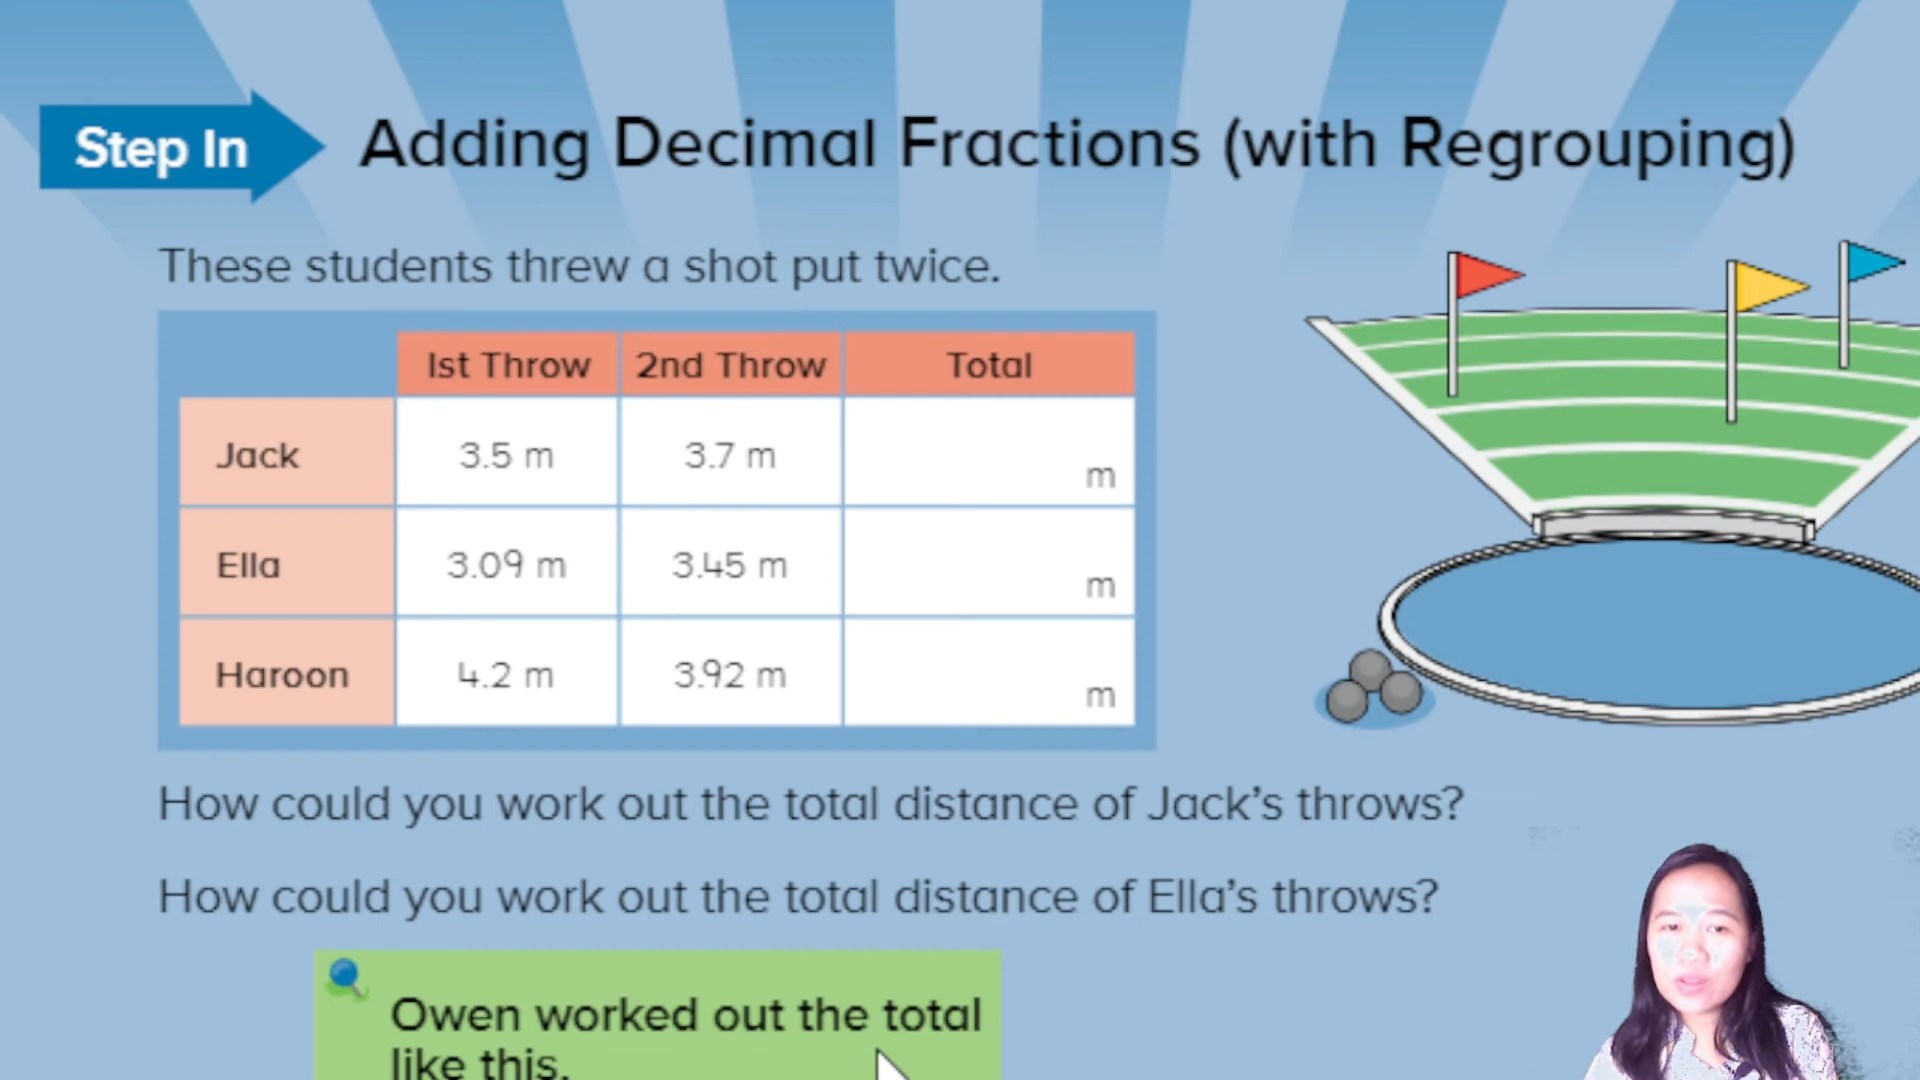 Step In
Adding Decimal Fractions (with Regrouping)
These students threw a shot put twice.
1st Throw 2nd Throw Total
Jack 3.5 m 3.7 m m
Ella 3.09 m 3.45 m m
Haroon 4.2 m 3.92 m m
How could you work out the total distance of Jack's throws?
How could you work out the total distance of Ella's throws?
Owen worked out the total
like this.